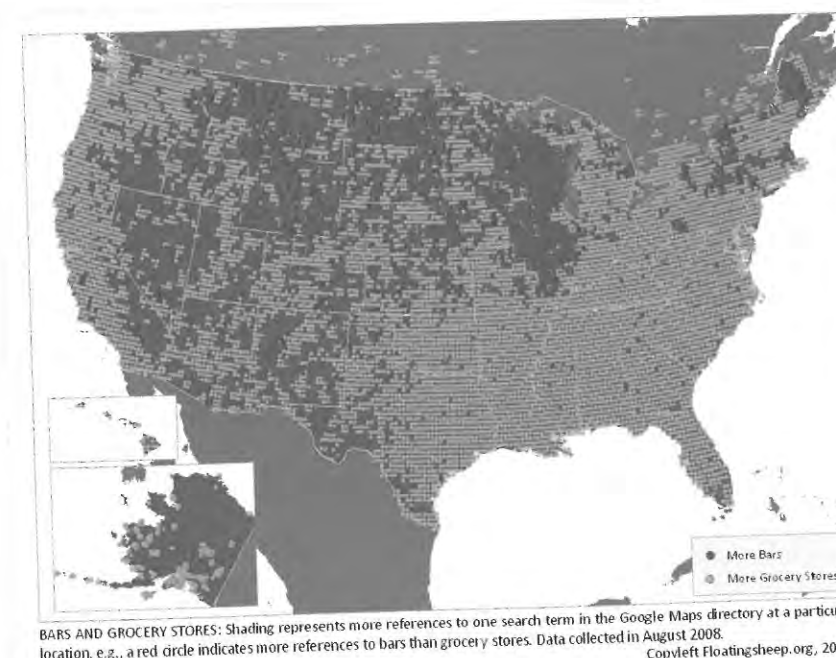 More Bars
More Grocery Stores
BARS AND GROCERY STORES: Shading represents more references to one search term in the Google Maps directory at a
location, e.g., a red circle indicates more references to bars than grocery stores. Data collected in August 2008.
Copyleft Floatingsheep.org,